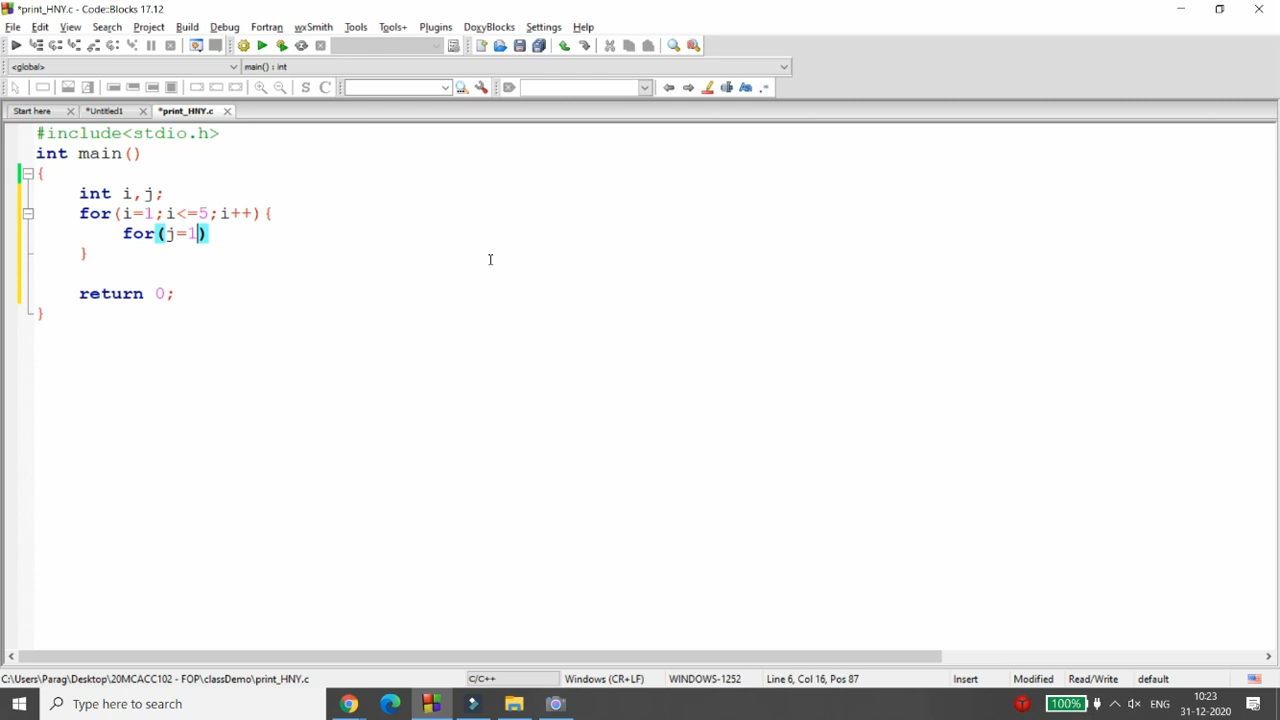 *print_HNY.c - Code::Blocks 17.12
File Edit View Search Project Build Debug Fortran wxSmith Tools Tools+ Plugins DoxyBlocks Settings Help
<global> main() : int
S C
Start here *Untitled1 *print_HNY.c
#include<stdio.h>
int main()
{
int i,j;
for(i=1;i<=5;i++){
for(j=1)
}
return 0;
}
C:\Users\Parag\Desktop\20MCACC102 - FOP\classDemo\print_HNY.c C/C++ Windows (CR+LF) WINDOWS-1252 Line 6, Col 16, Pos 87 Insert Modified Read/Write default
Type here to search 100% ENG 10:23
31-12-2020